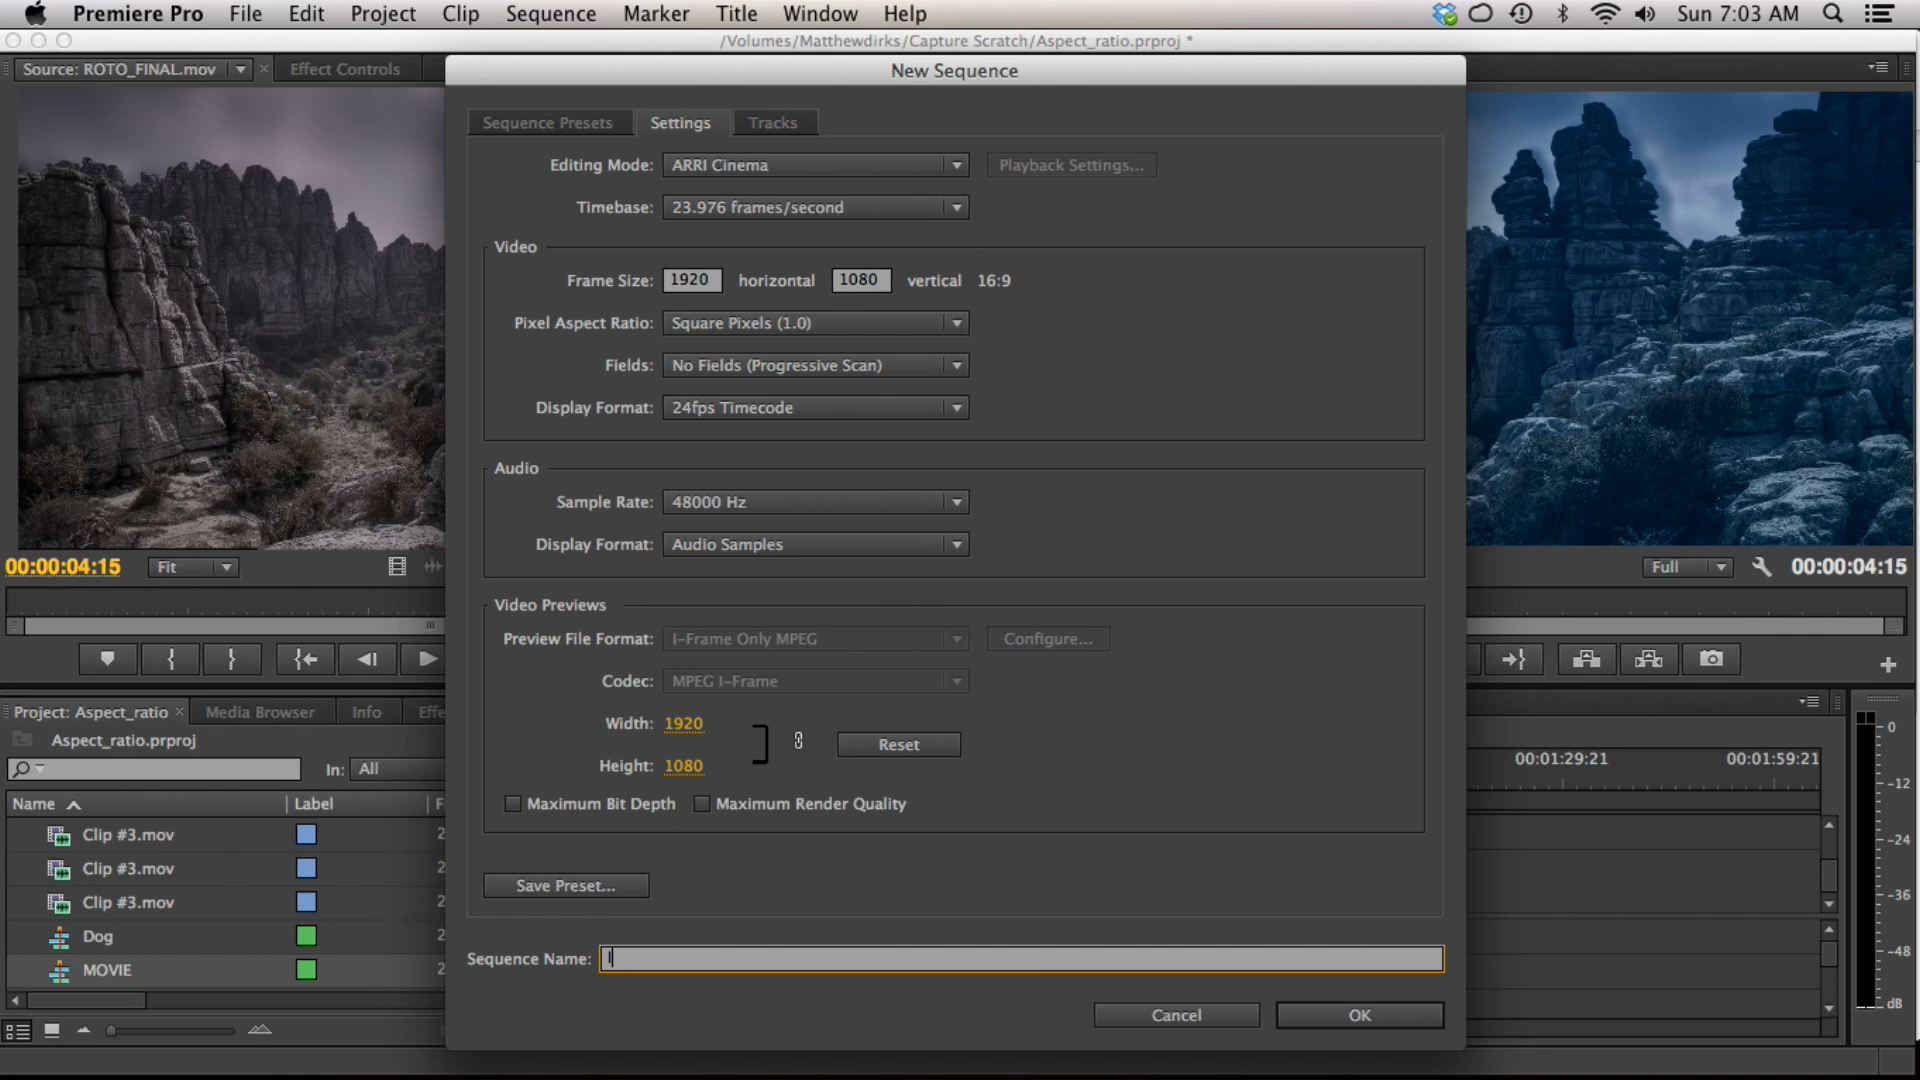 Premiere Pro File Edit Project Clip Sequence Marker Title Window Help Sun 7:03 AM
/Volumes/Matthewdirks/Capture Scratch/Aspect_ratio.prproj *
Source: ROTO_FINAL.mov × Effect Controls
New Sequence
Sequence Presets Settings Tracks
Editing Mode: ARRI Cinema Playback Settings...
Timebase: 23.976 frames/second
Video
Frame Size: 1920 horizontal 1080 vertical 16:9
Pixel Aspect Ratio: Square Pixels (1.0)
Fields: No Fields (Progressive Scan)
Display Format: 24fps Timecode
Audio
Sample Rate: 48000 Hz
Display Format: Audio Samples
00:00:04:15 Fit Full 00:00:04:15
Video Previews
Preview File Format: I-Frame Only MPEG Configure...
Codec: MPEG I-Frame
Width: 1920
Height: 1080
Reset
Maximum Bit Depth Maximum Render Quality
Save Preset...
Sequence Name:
Cancel OK
Project: Aspect_ratio × Media Browser Info Effe
Aspect_ratio.prproj
In: All
Name Label F
Clip #3.mov 2
Clip #3.mov 2
Clip #3.mov 2
Dog 2
MOVIE 2
00:01:29:21 00:01:59:21
0
-12
-24
-36
-48
dB